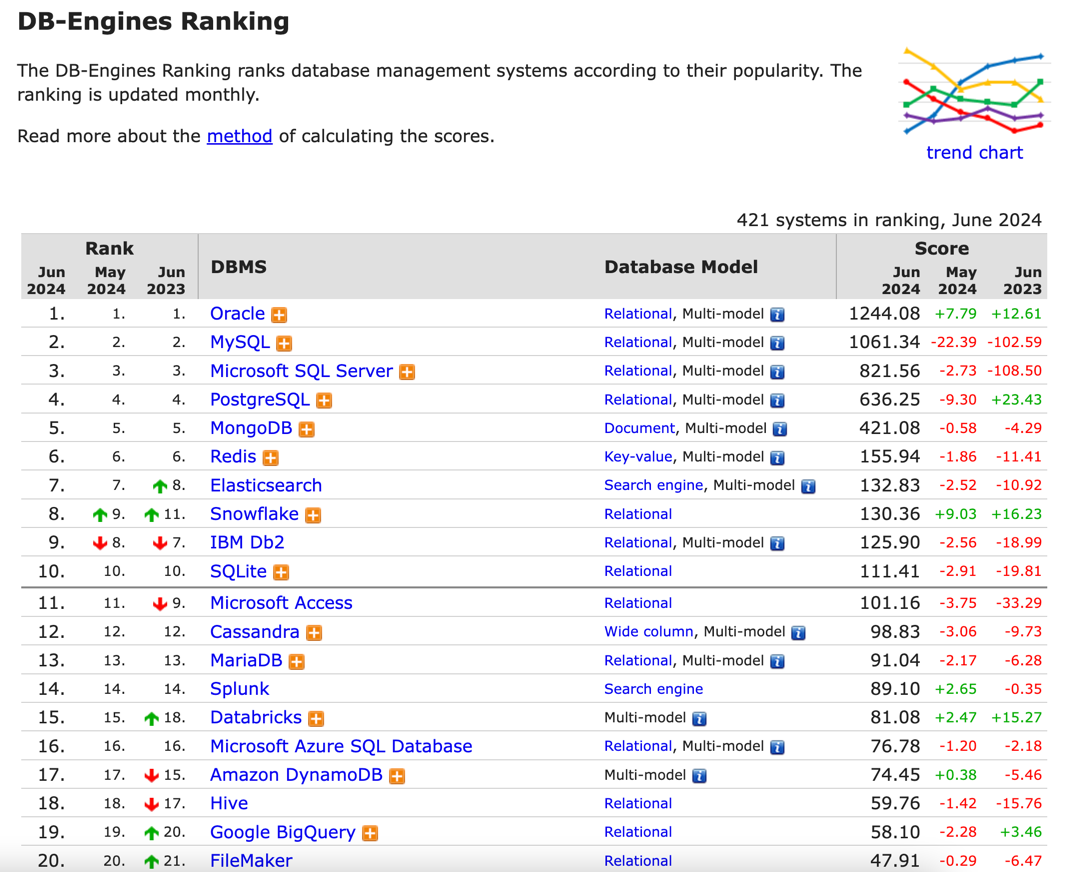 DB-Engines Ranking
The DB-Engines Ranking ranks database management systems according to their popularity. The
ranking is updated monthly.
Read more about the method of calculating the scores.
trend chart
421 systems in ranking, June 2024
Rank DBMS Database Model Score
Jun 2024 May 2024 Jun 2023 Jun 2024 May 2024 Jun 2023
1. 1. 1. Oracle Relational, Multi-model 1244.08 +7.79 +12.61
2. 2. 2. MySQL Relational, Multi-model 1061.34 -22.39 -102.59
3. 3. 3. Microsoft SQL Server Relational, Multi-model 821.56 -2.73 -108.50
4. 4. 4. PostgreSQL Relational, Multi-model 636.25 -9.30 +23.43
5. 5. 5. MongoDB Document, Multi-model 421.08 -0.58 -4.29
6. 6. 6. Redis Key-value, Multi-model 155.94 -1.86 -11.41
7. 7. 8. Elasticsearch Search engine, Multi-model 132.83 -2.52 -10.92
8. 9. 11. Snowflake Relational 130.36 +9.03 +16.23
9. 8. 7. IBM Db2 Relational, Multi-model 125.90 -2.56 -18.99
10. 10. 10. SQLite Relational 111.41 -2.91 -19.81
11. 11. 9. Microsoft Access Relational 101.16 -3.75 -33.29
12. 12. 12. Cassandra Wide column, Multi-model 98.83 -3.06 -9.73
13. 13. 13. MariaDB Relational, Multi-model 91.04 -2.17 -6.28
14. 14. 14. Splunk Search engine 89.10 +2.65 -0.35
15. 15. 18. Databricks Multi-model 81.08 +2.47 +15.27
16. 16. 16. Microsoft Azure SQL Database Relational, Multi-model 76.78 -1.20 -2.18
17. 17. 15. Amazon DynamoDB Multi-model 74.45 +0.38 -5.46
18. 18. 17. Hive Relational 59.76 -1.42 -15.76
19. 19. 20. Google BigQuery Relational 58.10 -2.28 +3.46
20. 20. 21. FileMaker Relational 47.91 -0.29 -6.47